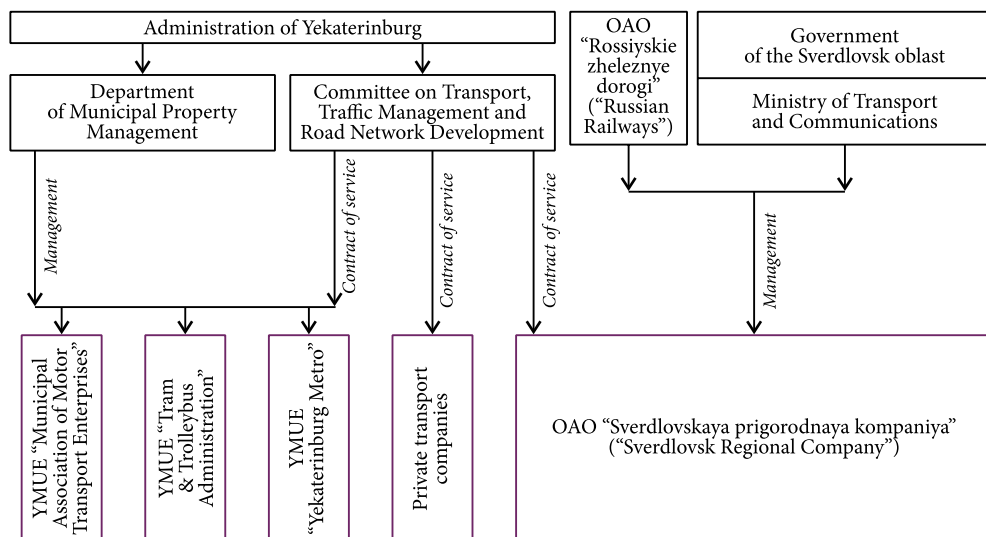 Administration of Yekaterinburg
Department
of Municipal Property
Management
Committee on Transport,
Traffic Management and
Road Network Development
OAO
“Rossiyskie
zheleznye
dorogi”
(“Russian
Railways”)
Government
of the Sverdlovsk oblast
Ministry of Transport
and Communications
Management
Contract of service
Contract of service
Contract of service
Management
YMUE “Municipal
Association of Motor
Transport Enterprises”
YMUE “Tram
& Trolleybus
Administration”
YMUE
“Yekaterinburg Metro”
Private transport
companies
OAO “Sverdlovskaya prigorodnaya kompaniya”
(“Sverdlovsk Regional Company”)